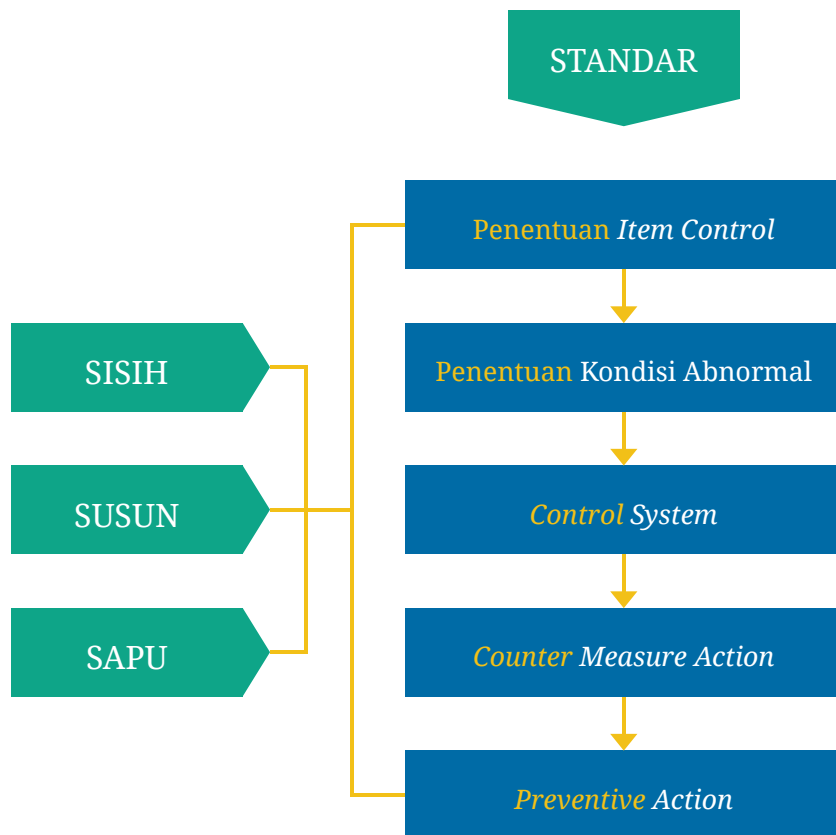 STANDAR
Penentuan Item Control
SISIH
Penentuan Kondisi Abnormal
SUSUN
Control System
SAPU
Counter Measure Action
Preventive Action